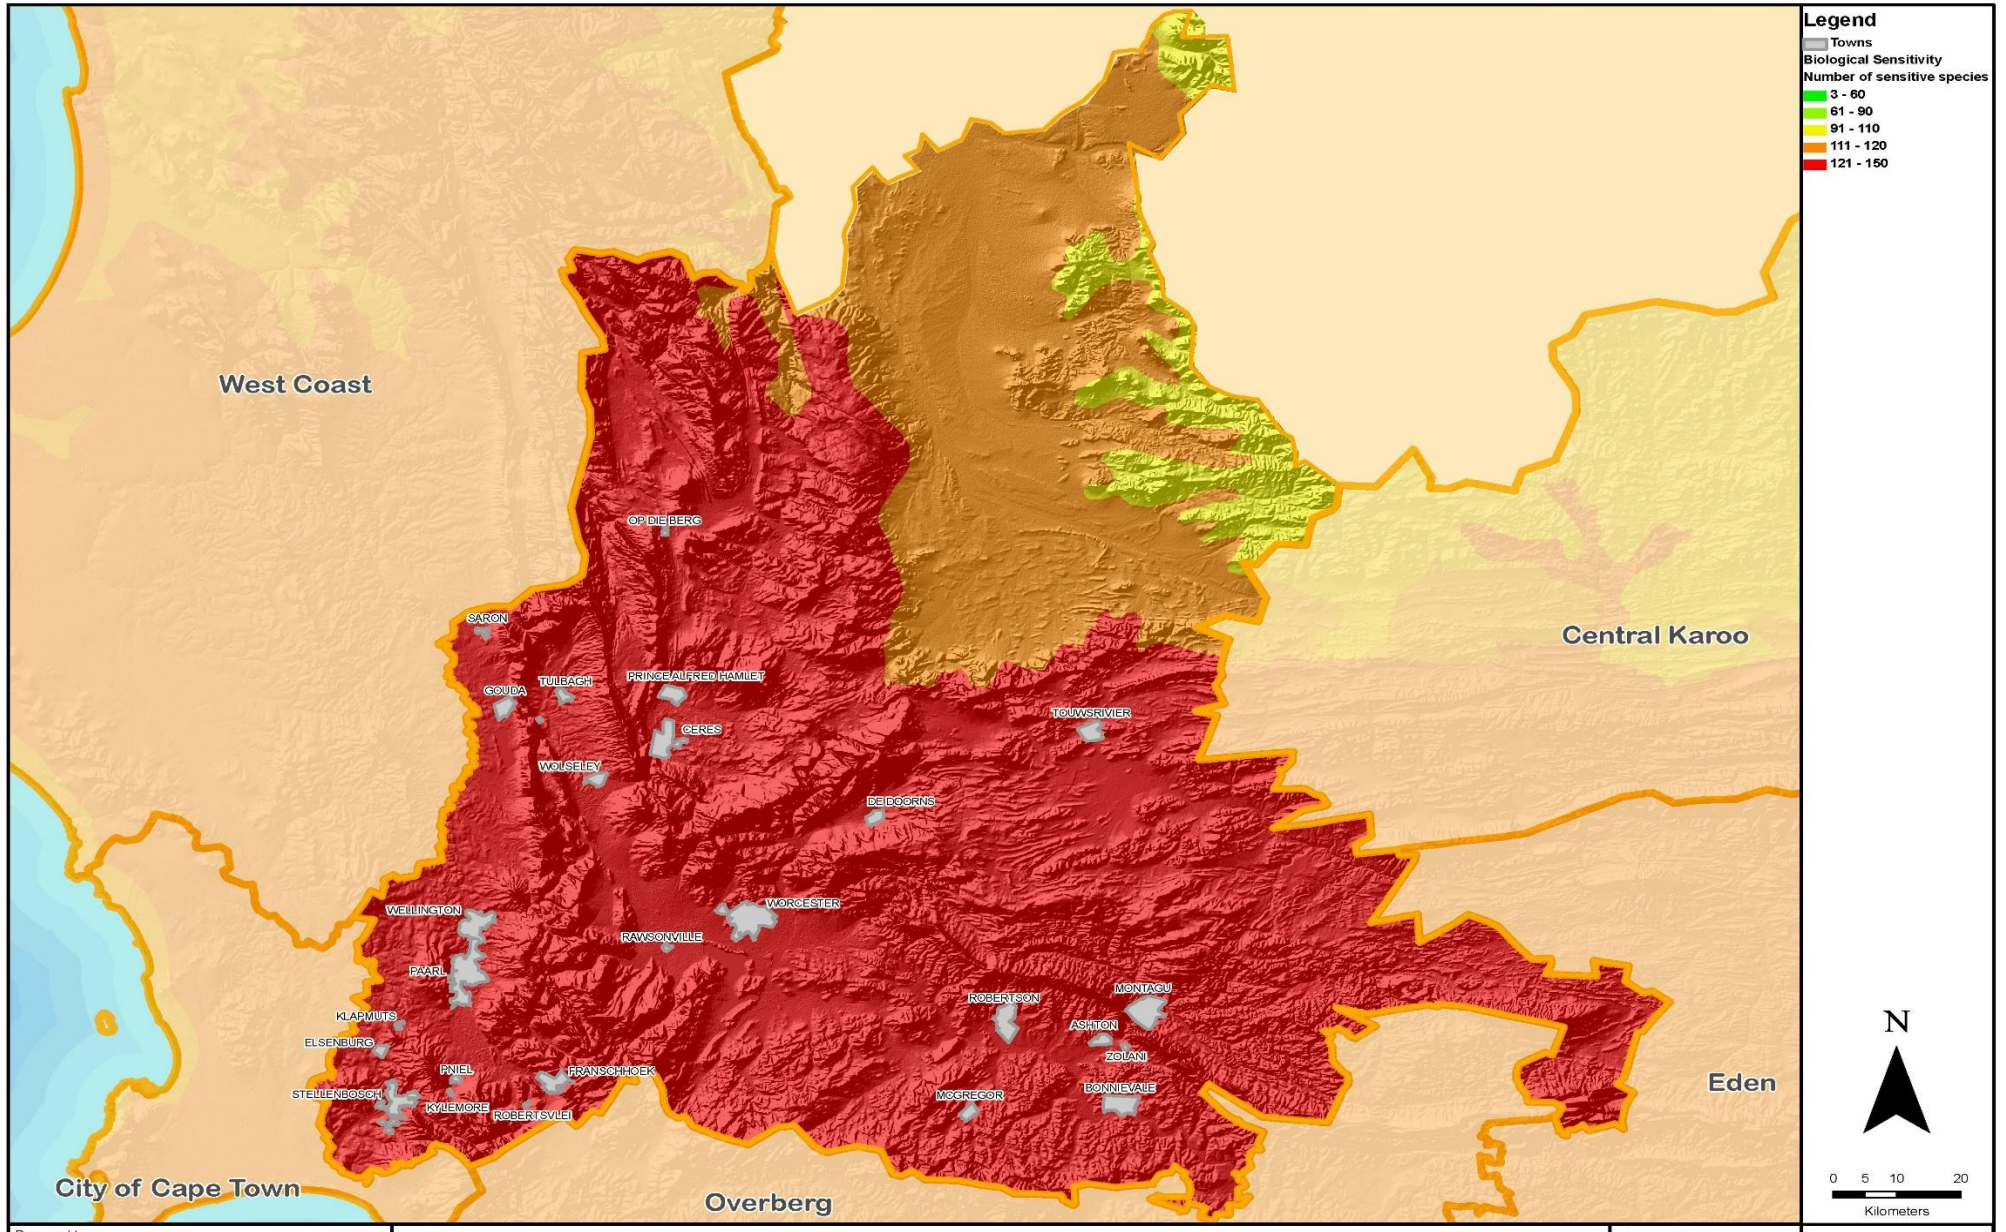 Legend
Towns
Biological Sensitivity
Number of sensitive species
3 - 60
61 - 90
91 - 110
111 - 120
121 - 150
West Coast
OP DIE BERG
SARON
Central Karoo
PRINCE ALFRED HAMLET
TULBAGH
GOUDA
TOUWSRIVIER
CERES
WOLSELEY
DE DOORNS
WORCESTER
WELLINGTON
RAWSONVILLE
PAARL
MONTAGU
ROBERTSON
KLAPMUTS
ASHTON
N
ELSENBURG
ZOLANI
PNIEL
FRANSCHHOEK
Eden
BONNIEVALE
STELLENBOSCH
MCGREGOR
KYLEMORE
ROBERTSVLEI
0 5 10 20
Kilometers
City of Cape Town
Overberg